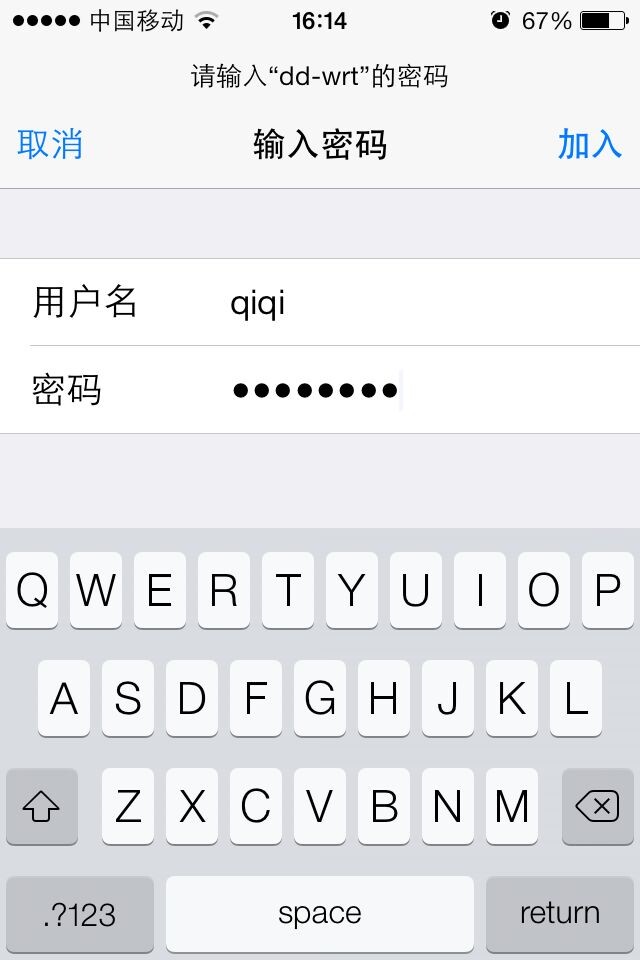 中国移动 16:14 67%
请输入“dd-wrt”的密码
取消 输入密码 加入
用户名 qiqi
密码 ••••••••
Q W E R T Y U I O P
A S D F G H J K L
Z X C V B N M
.?123 space return